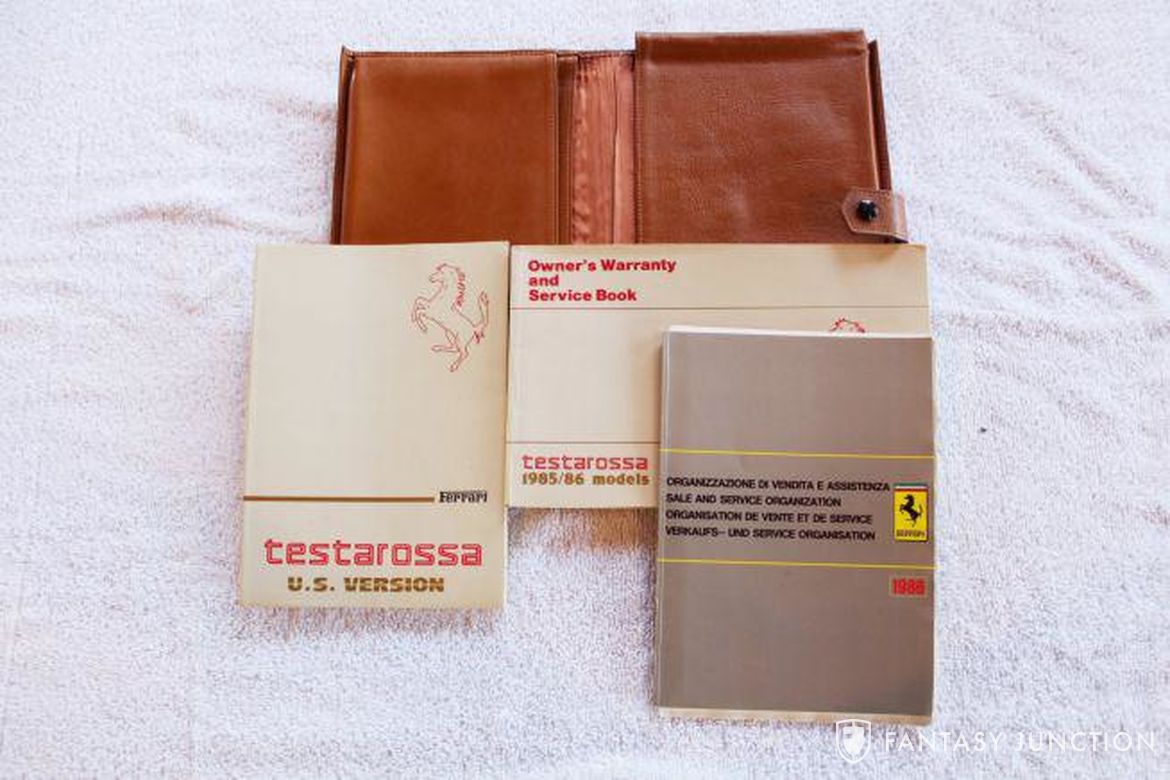 Owner's Warranty
and
Service Book
testarossa
1985/86 models
Ferrari
testarossa
U.S. VERSION
ORGANIZZAZIONE DI VENDITA E ASSISTENZA
SALE AND SERVICE ORGANIZATION
ORGANISATION DE VENTE ET DE SERVICE
VERKAUFS- UND SERVICE ORGANISATION
Ferrari
1986
FANTASY JUNCTION